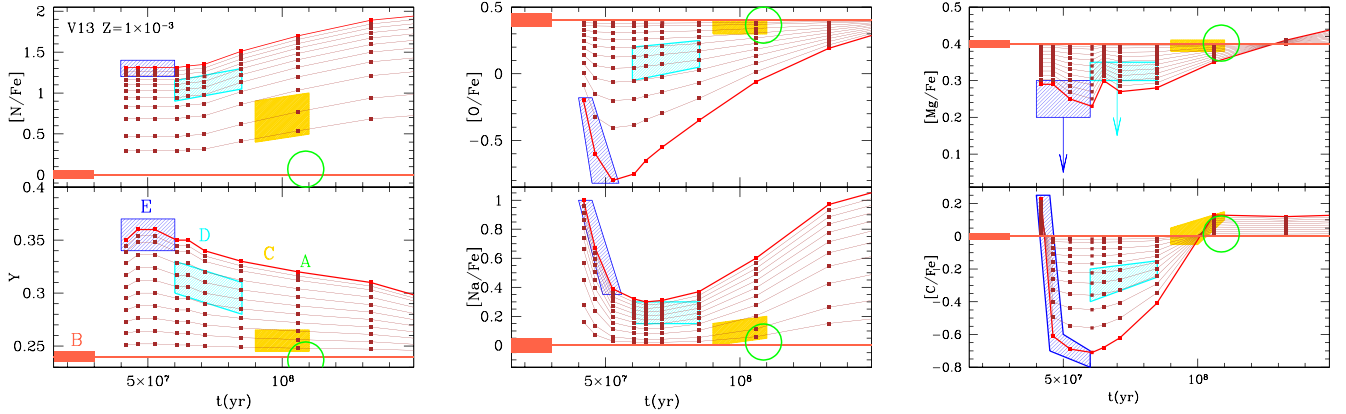 V13 Z=1×10⁻³
[N/Fe]
2
1.5
1
0.5
0
Y
0.4
0.35
0.3
0.25
E
D
C
A
B
5×10⁷
10⁸
t(yr)
[O/Fe]
0.5
0
−0.5
[Na/Fe]
1
0.8
0.6
0.4
0.2
0
5×10⁷
10⁸
t(yr)
[Mg/Fe]
0.5
0.4
0.3
0.2
0.1
0
[C/Fe]
0.2
0
−0.2
−0.4
−0.6
−0.8
5×10⁷
10⁸
t(yr)